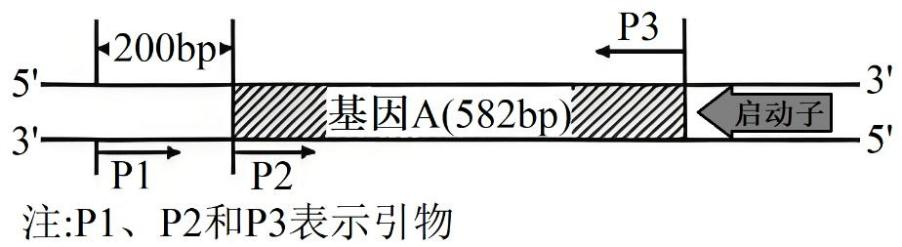 200bp
P3
5'
3'
基因A(582bp)
启动子
3'
5'
P1
P2
注:P1、P2和P3表示引物